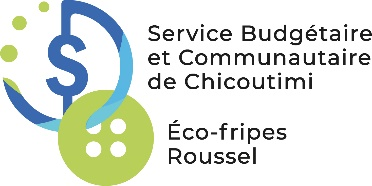 $
Service Budgétaire
et Communautaire
de Chicoutimi
Éco-fripes
Roussel